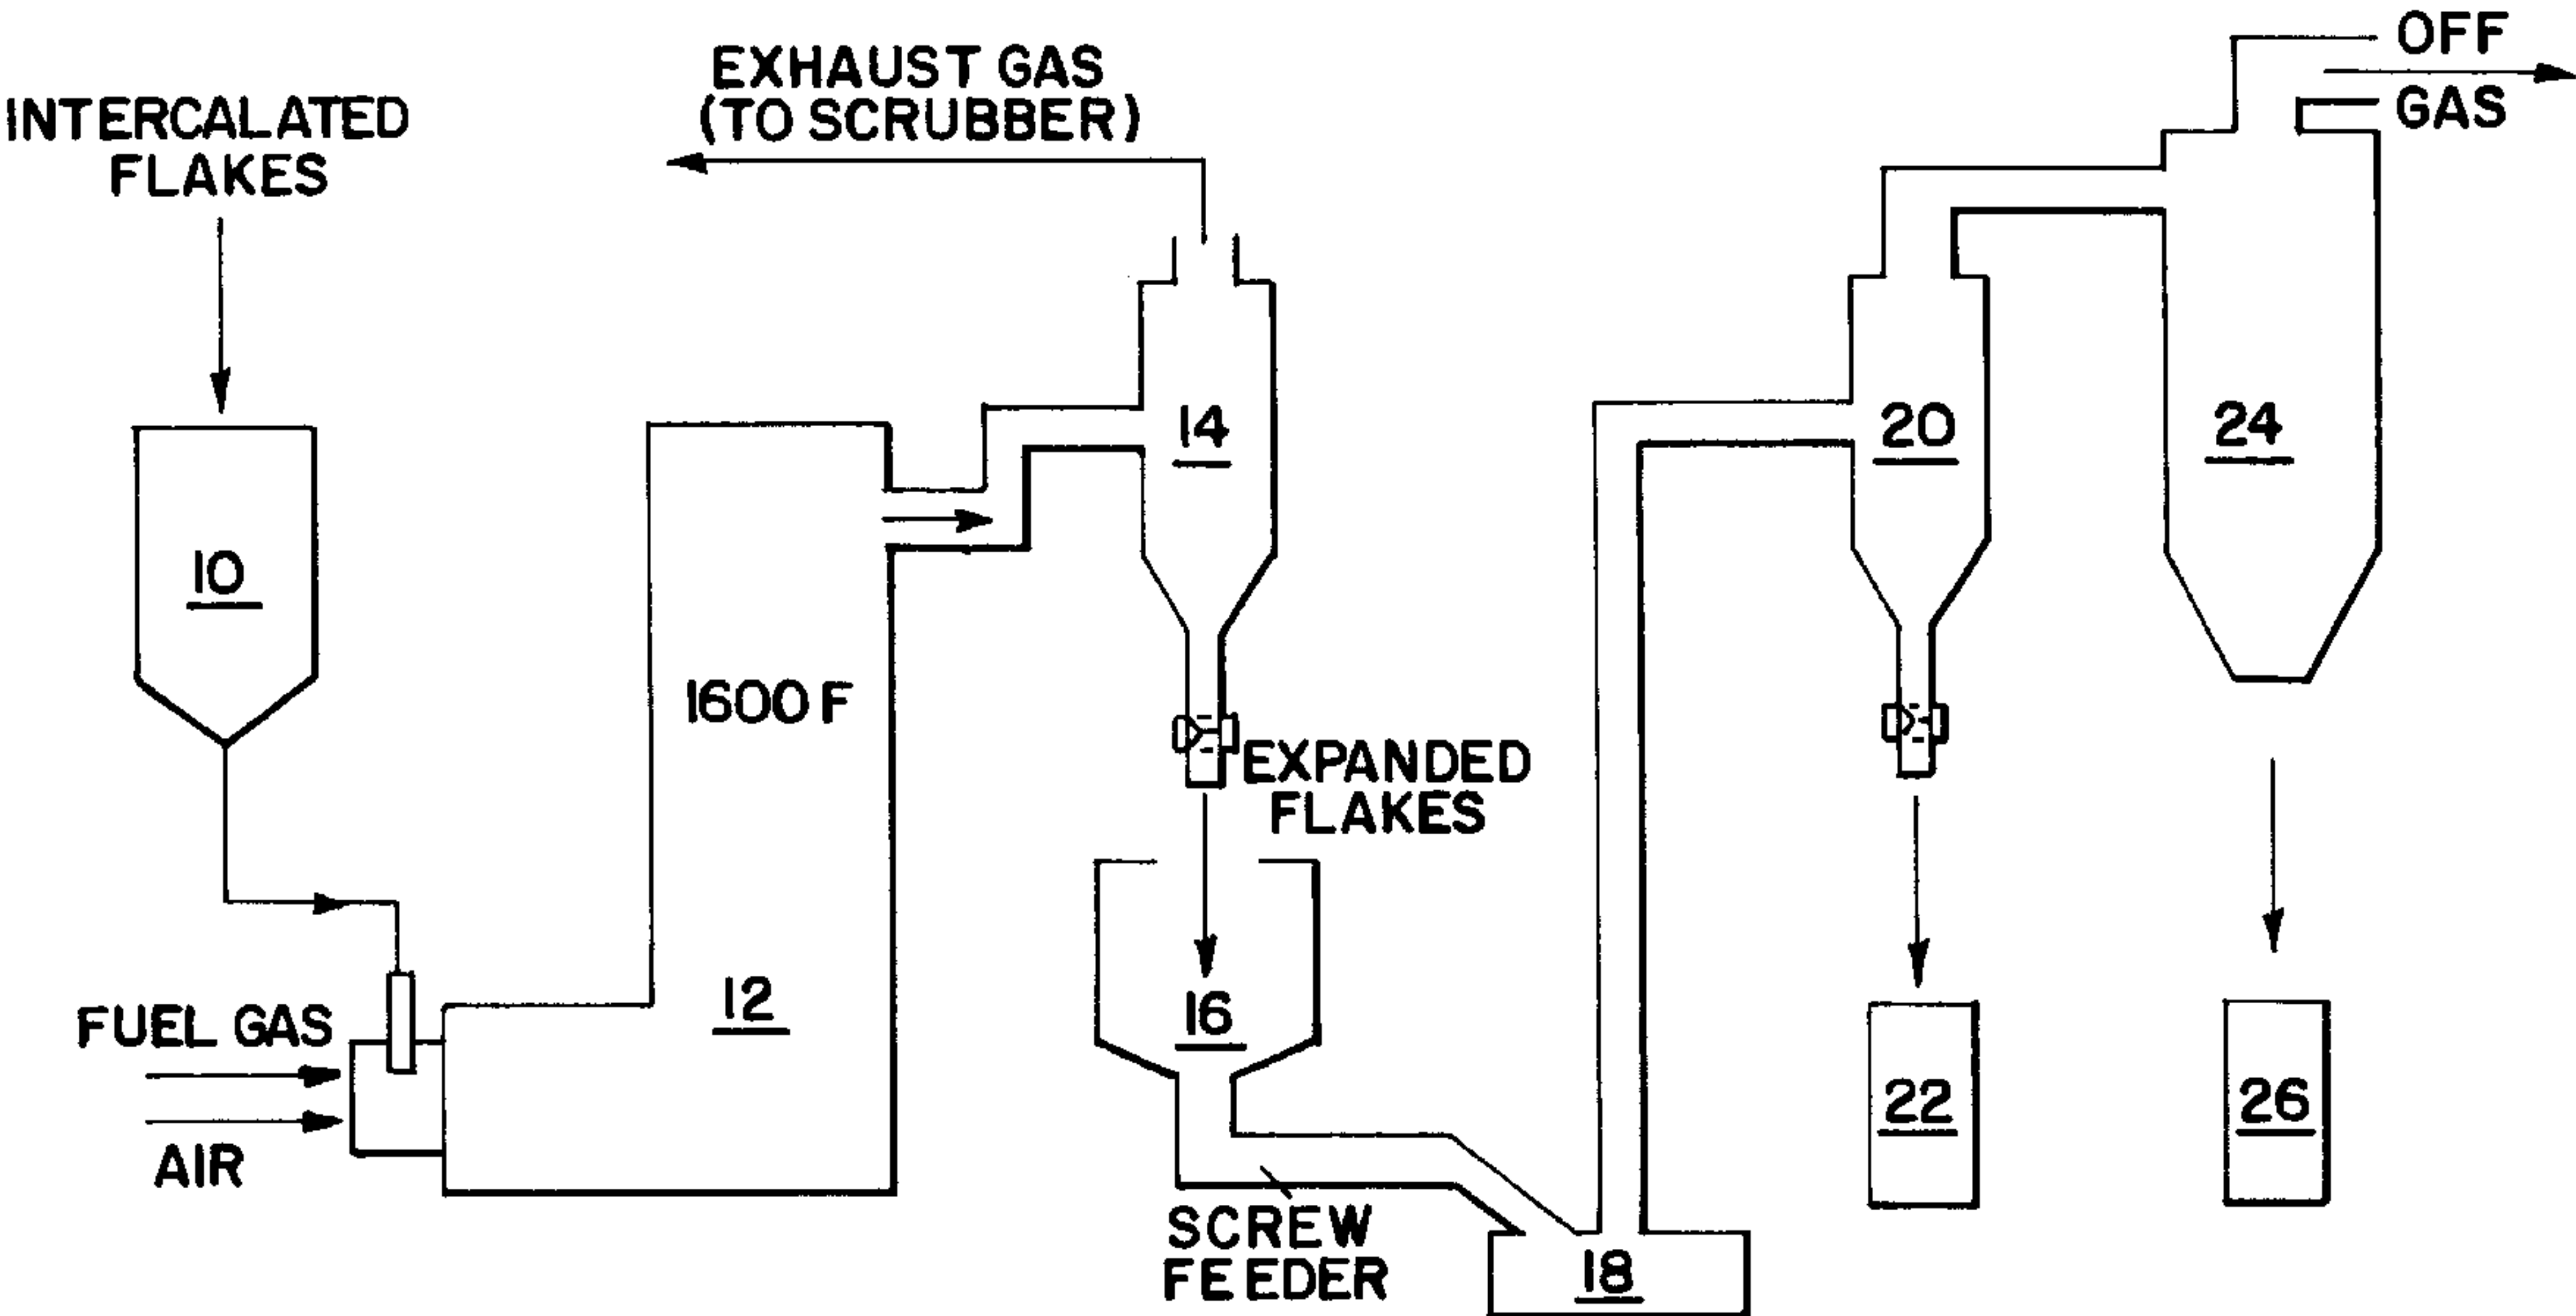 OFF
GAS
EXHAUST GAS
(TO SCRUBBER)
INTERCALATED
FLAKES
10
1600 F
12
14
20
24
EXPANDED
FLAKES
FUEL GAS
AIR
16
SCREW
FEEDER
18
22
26